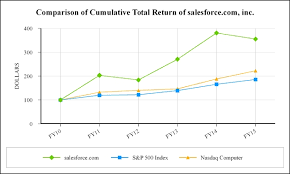 Comparison of Cumulative Total Return of salesforce.com, inc.
DOLLARS
400
300
200
100
0
FY10 FY11 FY12 FY13 FY14 FY15
salesforce.com S&P 500 Index Nasdaq Computer